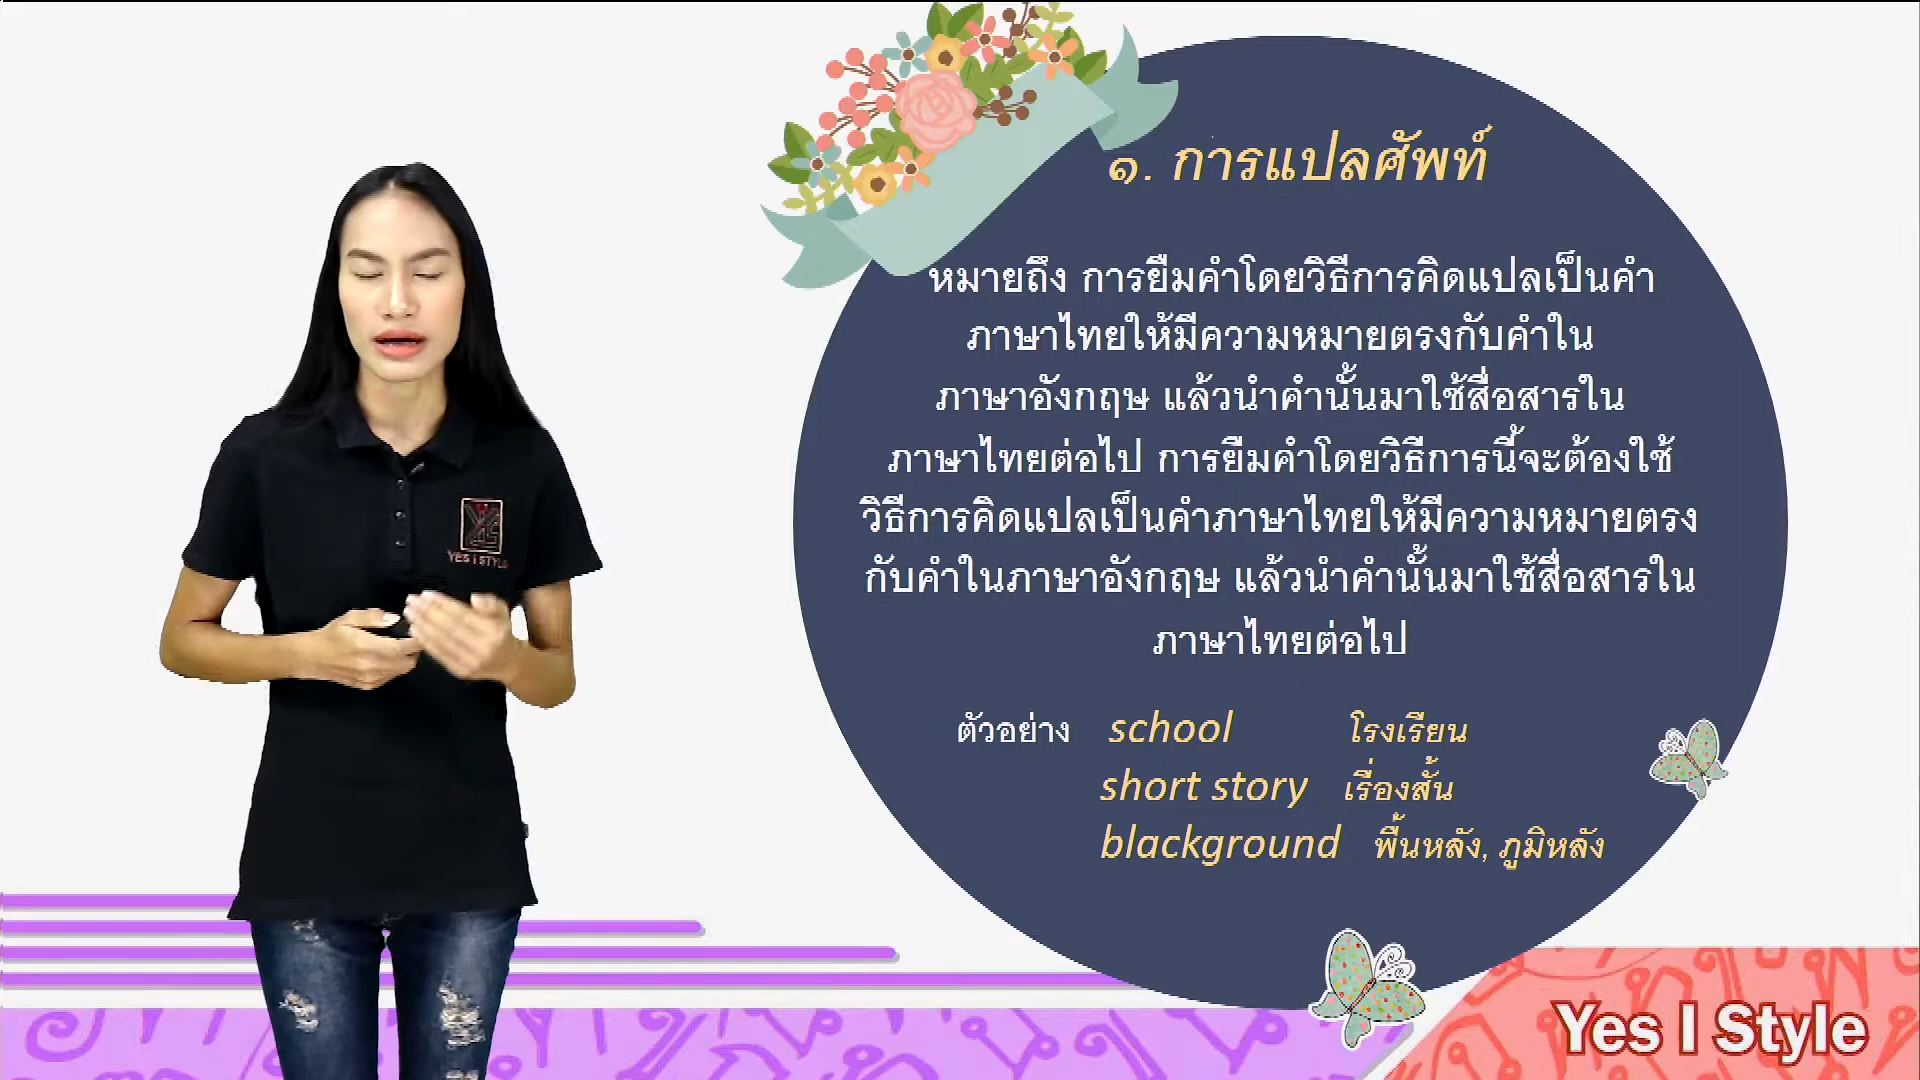 ๑. การแปลศัพท์
หมายถึง การยืมคำโดยวิธีการคิดแปลเป็นคำ
ภาษาไทยให้มีความหมายตรงกับคำใน
ภาษาอังกฤษ แล้วนำคำนั้นมาใช้สื่อสารใน
ภาษาไทยต่อไป การยืมคำโดยวิธีการนี้จะต้องใช้
วิธีการคิดแปลเป็นคำภาษาไทยให้มีความหมายตรง
กับคำในภาษาอังกฤษ แล้วนำคำนั้นมาใช้สื่อสารใน
ภาษาไทยต่อไป
ตัวอย่าง school โรงเรียน
short story เรื่องสั้น
blackground พื้นหลัง, ภูมิหลัง
YES I STYLE
Yes I Style